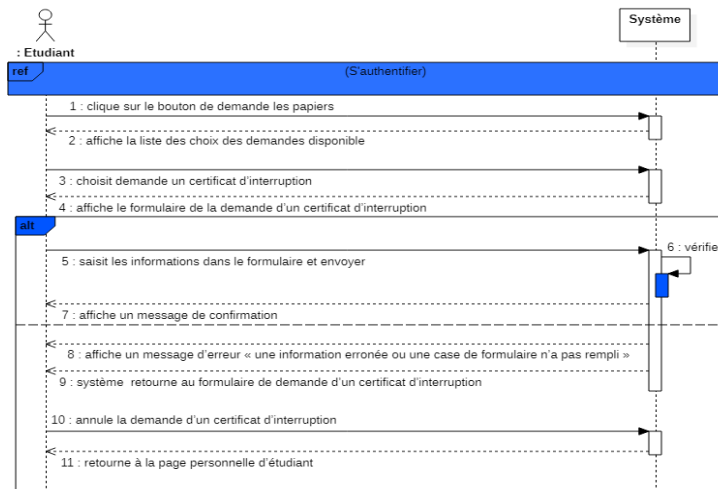 Système
: Etudiant
ref
(S'authentifier)
1 : clique sur le bouton de demande les papiers
2 : affiche la liste des choix des demandes disponible
3 : choisit demande un certificat d'interruption
4 : affiche le formulaire de la demande d'un certificat d'interruption
alt
6 : vérifie
5 : saisit les informations dans le formulaire et envoyer
7 : affiche un message de confirmation
8 : affiche un message d'erreur « une information erronée ou une case de formulaire n'a pas rempli »
9 : système retourne au formulaire de demande d'un certificat d'interruption
10 : annule la demande d'un certificat d'interruption
11 : retourne à la page personnelle d'étudiant